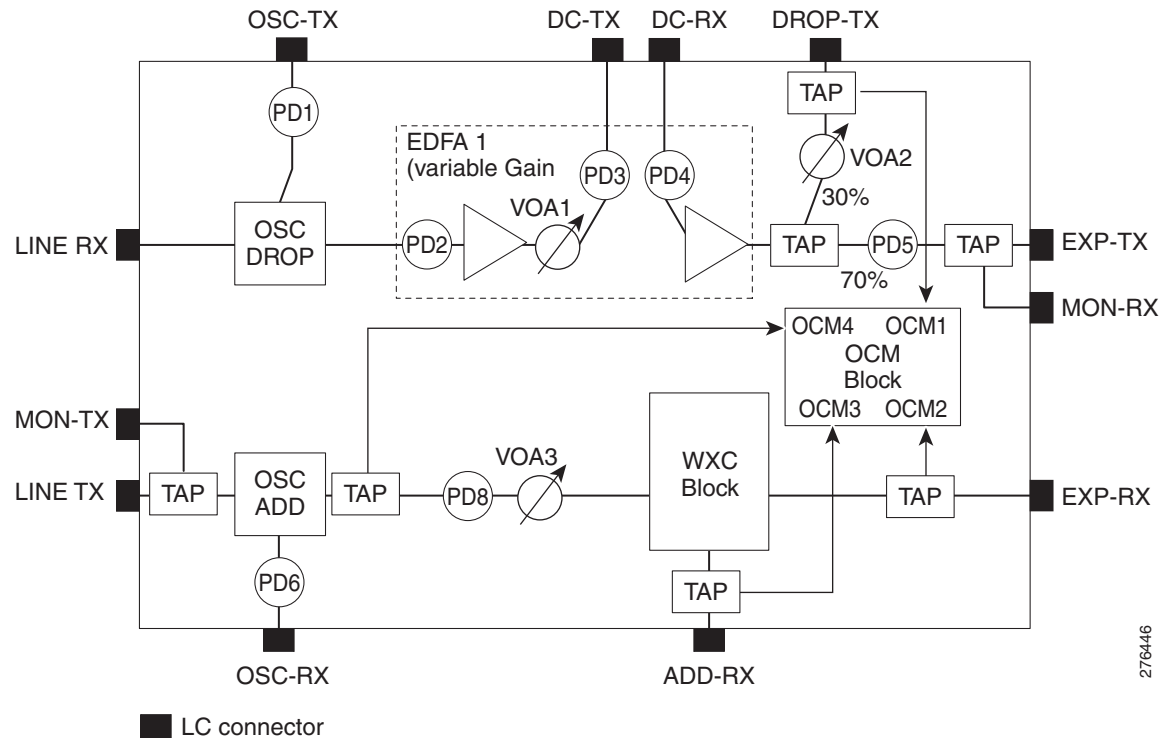 OSC-TX
DC-TX
DC-RX
DROP-TX
TAP
PD1
EDFA 1
(variable Gain
PD3
PD4
VOA2
30%
VOA1
OSC
DROP
LINE RX
PD2
TAP
PD5
TAP
EXP-TX
70%
MON-RX
OCM4
OCM1
OCM
Block
OCM3
OCM2
MON-TX
LINE TX
TAP
OSC
ADD
TAP
PD8
VOA3
WXC
Block
TAP
EXP-RX
PD6
TAP
OSC-RX
ADD-RX
LC connector
276446